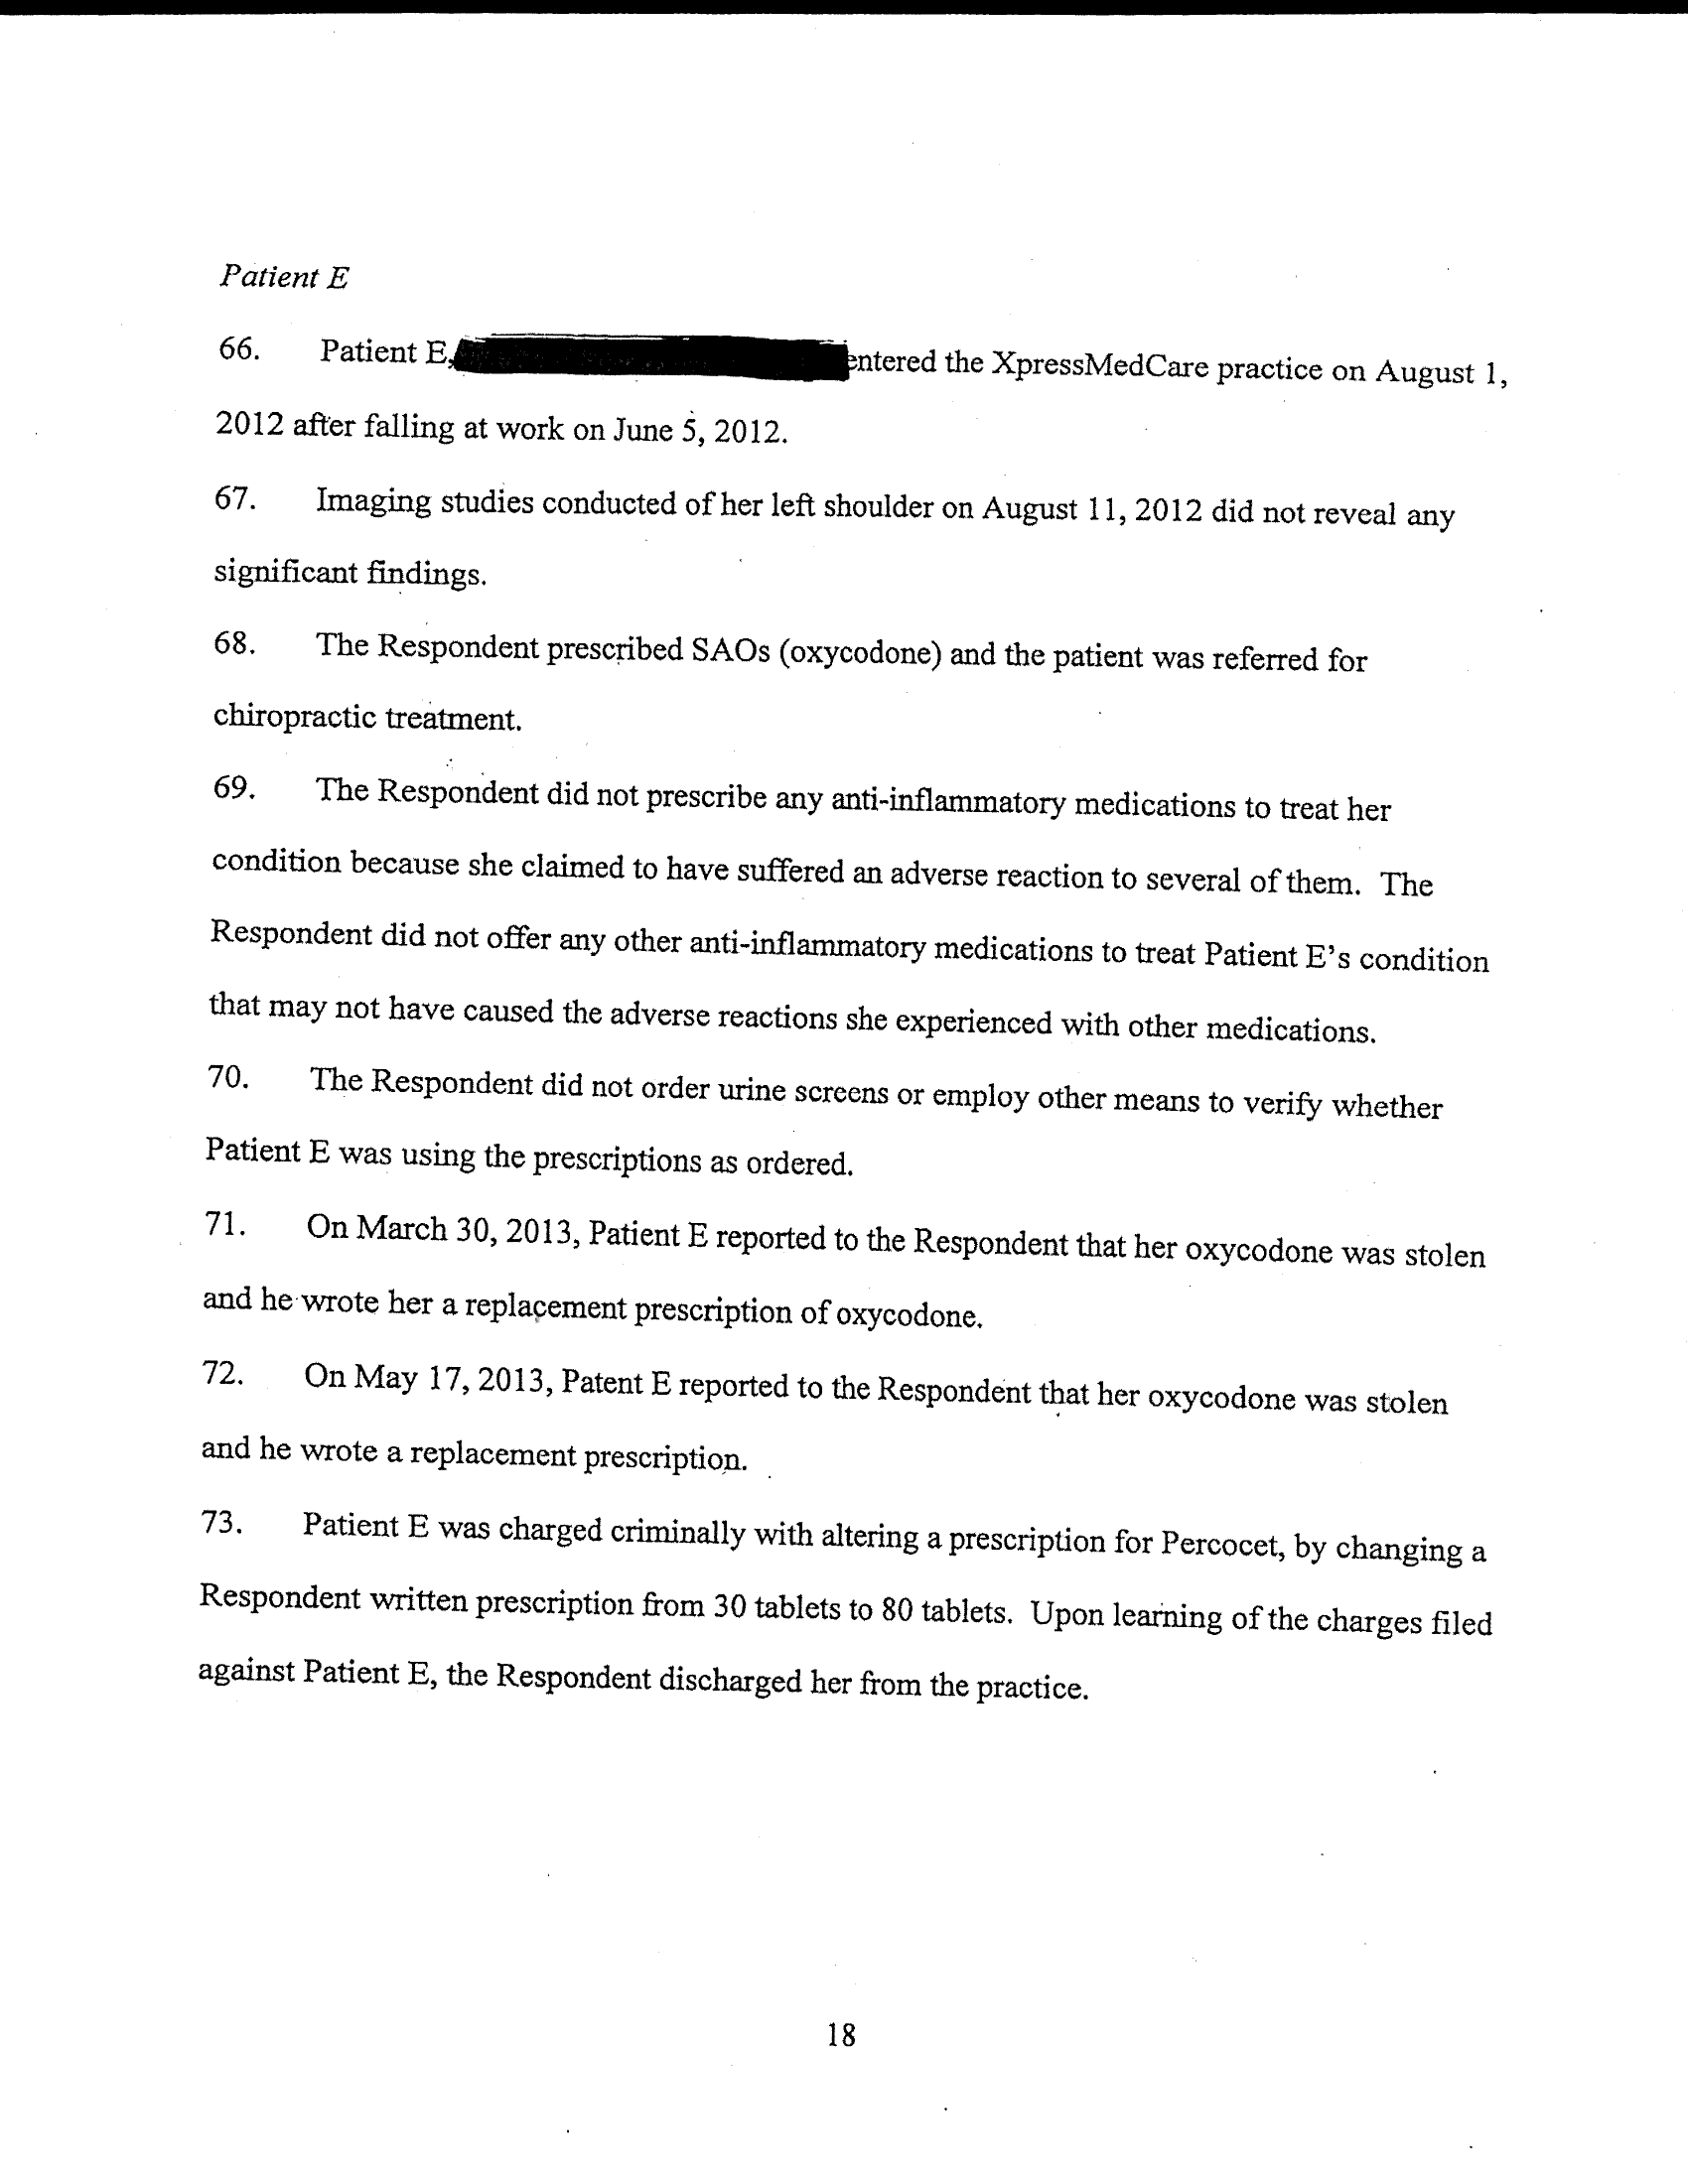 Patient E
66. Patient E, entered the XpressMedCare practice on August 1,
2012 after falling at work on June 5, 2012.
67. Imaging studies conducted of her left shoulder on August 11, 2012 did not reveal any
significant findings.
68. The Respondent prescribed SAOs (oxycodone) and the patient was referred for
chiropractic treatment.
69. The Respondent did not prescribe any anti-inflammatory medications to treat her
condition because she claimed to have suffered an adverse reaction to several of them. The
Respondent did not offer any other anti-inflammatory medications to treat Patient E's condition
that may not have caused the adverse reactions she experienced with other medications.
70. The Respondent did not order urine screens or employ other means to verify whether
Patient E was using the prescriptions as ordered.
71. On March 30, 2013, Patient E reported to the Respondent that her oxycodone was stolen
and he wrote her a replacement prescription of oxycodone.
72. On May 17, 2013, Patent E reported to the Respondent that her oxycodone was stolen
and he wrote a replacement prescription.
73. Patient E was charged criminally with altering a prescription for Percocet, by changing a
Respondent written prescription from 30 tablets to 80 tablets. Upon learning of the charges filed
against Patient E, the Respondent discharged her from the practice.
18